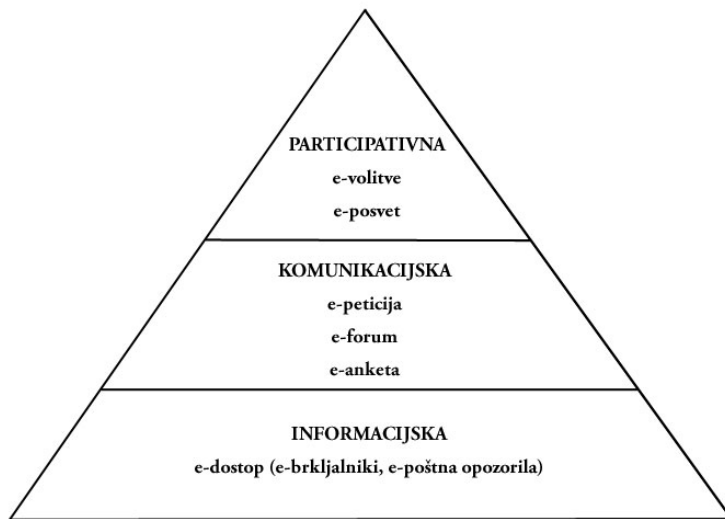 PARTICIPATIVNA
e-volitve
e-posvet
KOMUNIKACIJSKA
e-peticija
e-forum
e-anketa
INFORMACIJSKA
e-dostop (e-brkljalniki, e-poštna opozorila)